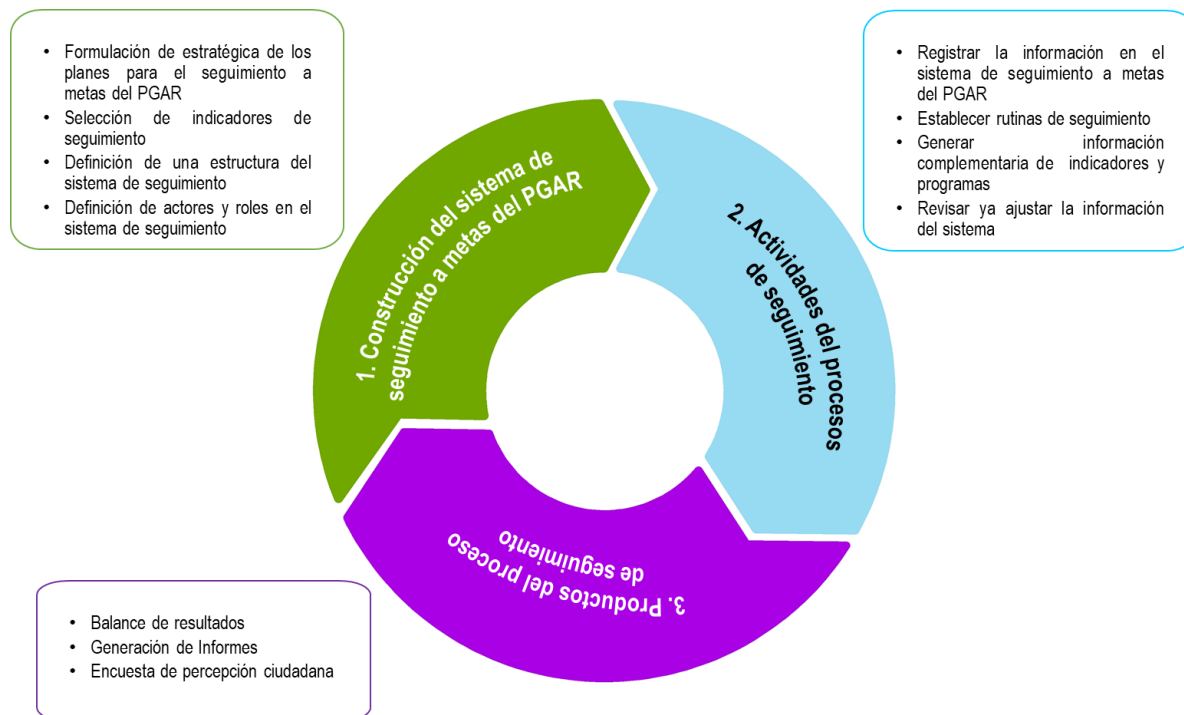 • Formulación de estratégica de los
planes para el seguimiento a
metas del PGAR
• Selección de indicadores de
seguimiento
• Definición de una estructura del
sistema de seguimiento
• Definición de actores y roles en el
sistema de seguimiento
1. Construcción del sistema de
seguimiento a metas del PGAR
• Registrar la información en el
sistema de seguimiento a metas
del PGAR
• Establecer rutinas de seguimiento
• Generar información
complementaria de indicadores y
programas
• Revisar ya ajustar la información
del sistema
2. Actividades del procesos
de seguimiento
3. Productos del proceso
de seguimiento
• Balance de resultados
• Generación de Informes
• Encuesta de percepción ciudadana